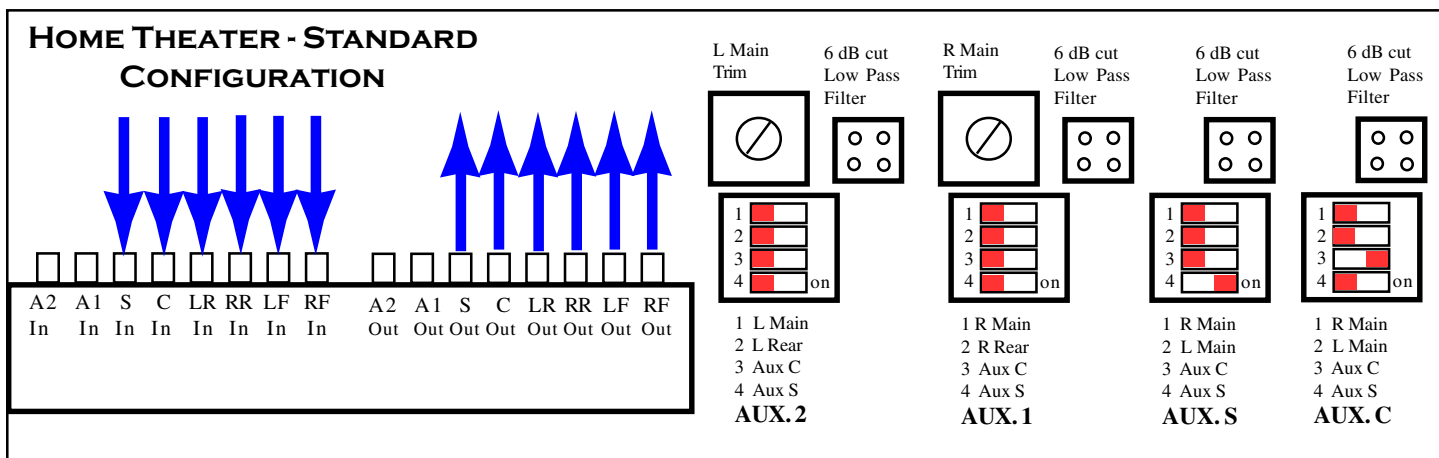 HOME THEATER - STANDARD
CONFIGURATION
L Main
Trim
6 dB cut
Low Pass
Filter
R Main
Trim
6 dB cut
Low Pass
Filter
6 dB cut
Low Pass
Filter
6 dB cut
Low Pass
Filter
1
2
3
4 on
1
2
3
4 on
1
2
3
4 on
1
2
3
4 on
A2 A1 S C LR RR LF RF
In In In In In In In In
A2 A1 S C LR RR LF RF
Out Out Out Out Out Out Out Out
1 L Main
2 L Rear
3 Aux C
4 Aux S
AUX. 2
1 R Main
2 R Rear
3 Aux C
4 Aux S
AUX. 1
1 R Main
2 L Main
3 Aux C
4 Aux S
AUX. S
1 R Main
2 L Main
3 Aux C
4 Aux S
AUX. C